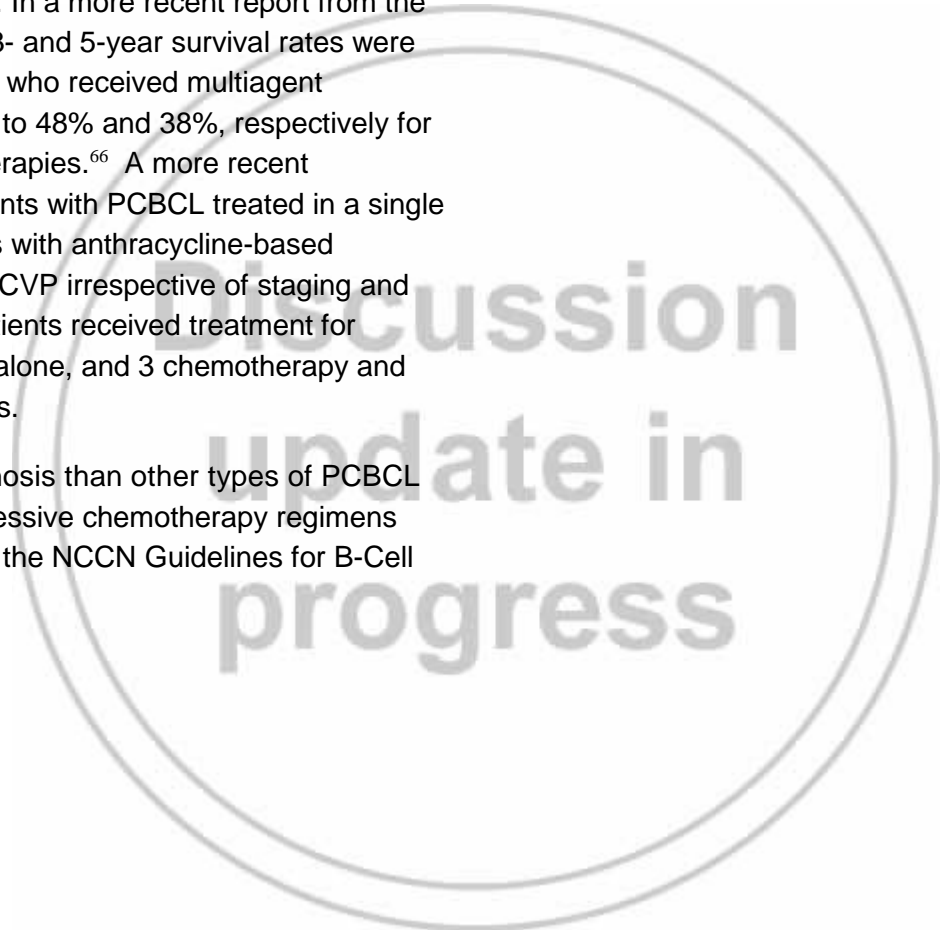 . In a more recent report from the
3- and 5-year survival rates were
who received multiagent
to 48% and 38%, respectively for
erapies.66 A more recent
nts with PCBCL treated in a single
s with anthracycline-based
CVP irrespective of staging and
ients received treatment for
alone, and 3 chemotherapy and
s.
nosis than other types of PCBCL
essive chemotherapy regimens
the NCCN Guidelines for B-Cell
Discussion
update in
progress